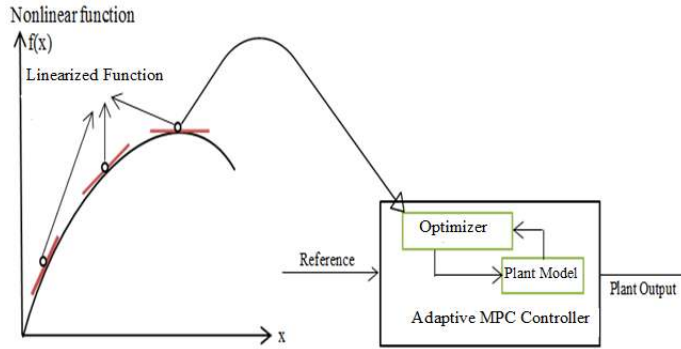 Nonlinear function
f(x)
Linearized Function
x
Reference
Optimizer
Plant Model
Adaptive MPC Controller
Plant Output